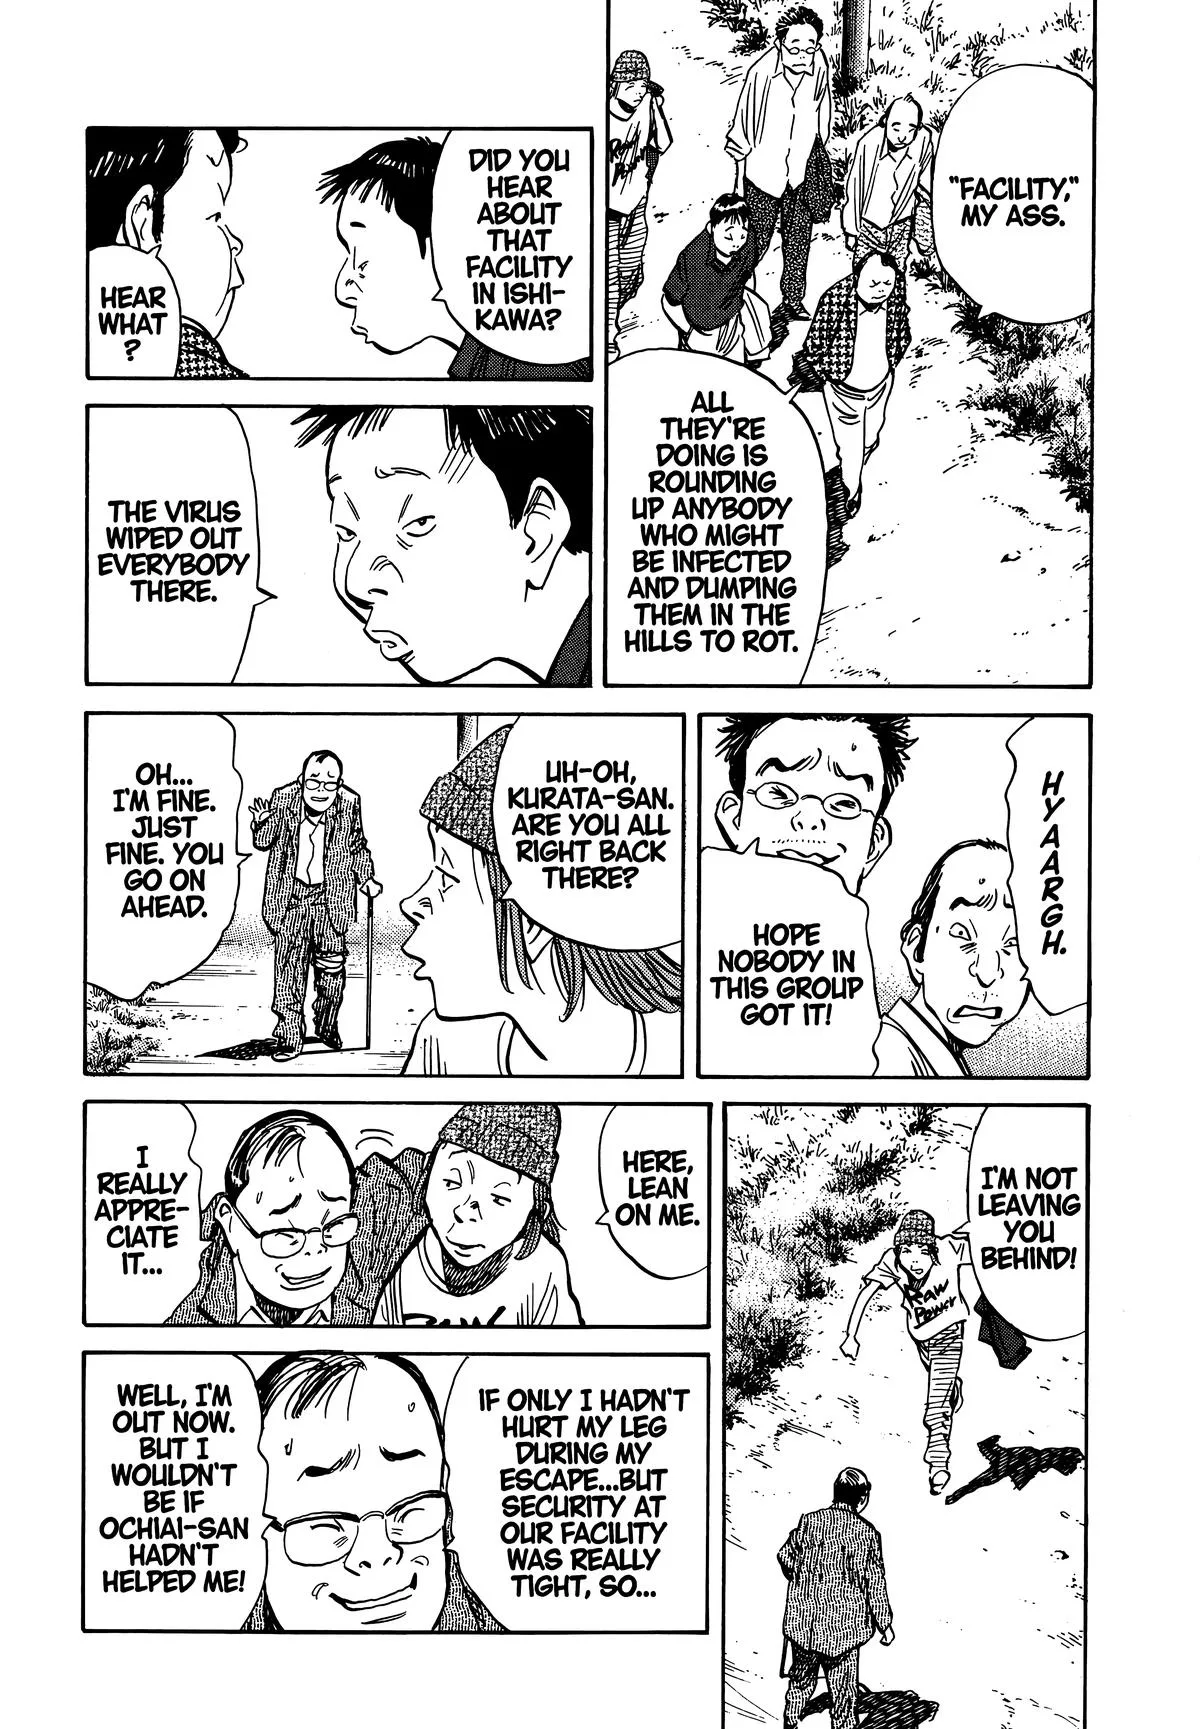 "FACILITY,"
MY ASS.
Raw
Power
ALL
THEY'RE
DOING IS
ROUNDING
UP ANYBODY
WHO MIGHT
BE INFECTED
AND DUMPING
THEM IN THE
HILLS TO ROT.
DID YOU
HEAR
ABOUT
THAT
FACILITY
IN ISHI-
KAWA?
HEAR
WHAT
?
THE VIRUS
WIPED OUT
EVERYBODY
THERE.
HYAARGH.
HOPE
NOBODY IN
THIS GROUP
GOT IT!
UH-OH,
KURATA-SAN.
ARE YOU ALL
RIGHT BACK
THERE?
OH...
I'M FINE.
JUST
FINE. YOU
GO ON
AHEAD.
I'M NOT
LEAVING
YOU
BEHIND!
RAW
POWER
HERE,
LEAN
ON ME.
I
REALLY
APPRE-
CIATE
IT...
RAW
IF ONLY I HADN'T
HURT MY LEG
DURING MY
ESCAPE...BUT
SECURITY AT
OUR FACILITY
WAS REALLY
TIGHT, SO...
WELL, I'M
OUT NOW.
BUT I
WOULDN'T
BE IF
OCHIAI-SAN
HADN'T
HELPED ME!